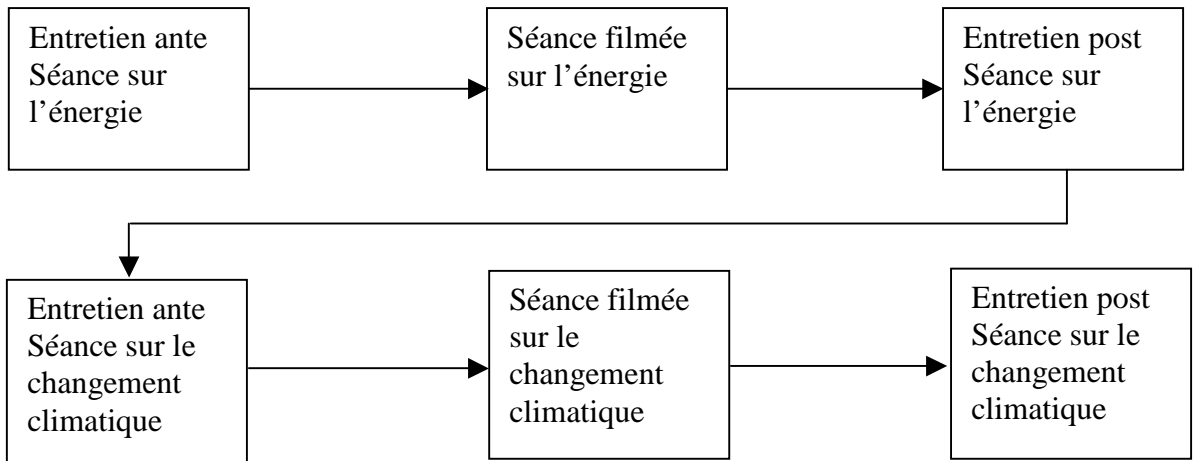 Entretien ante
Séance sur
l’énergie
Séance filmée
sur l’énergie
Entretien post
Séance sur
l’énergie
Entretien ante
Séance sur le
changement
climatique
Séance filmée
sur le
changement
climatique
Entretien post
Séance sur le
changement
climatique